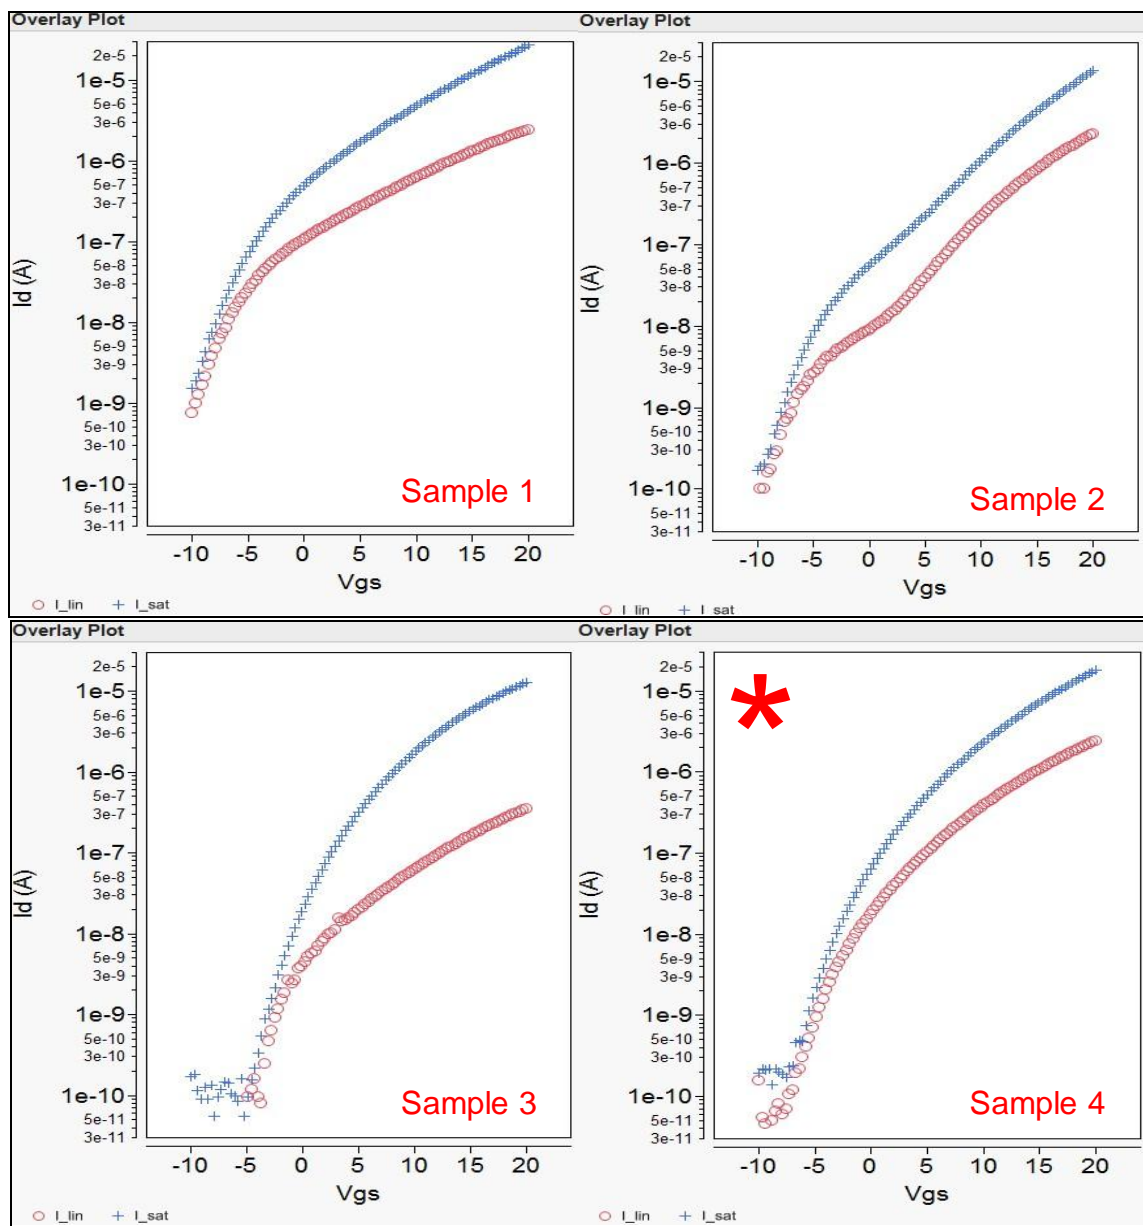 Overlay Plot
Id (A)
2e-5
1e-5
5e-6
3e-6
1e-6
5e-7
3e-7
1e-7
5e-8
3e-8
1e-8
5e-9
3e-9
1e-9
5e-10
3e-10
1e-10
5e-11
3e-11
Sample 1
-10 -5 0 5 10 15 20
Vgs
I_lin I_sat
Overlay Plot
Id (A)
2e-5
1e-5
5e-6
3e-6
1e-6
5e-7
3e-7
1e-7
5e-8
3e-8
1e-8
5e-9
3e-9
1e-9
5e-10
3e-10
1e-10
5e-11
3e-11
Sample 2
-10 -5 0 5 10 15 20
Vgs
I_lin I_sat
Overlay Plot
Id (A)
2e-5
1e-5
5e-6
3e-6
1e-6
5e-7
3e-7
1e-7
5e-8
3e-8
1e-8
5e-9
3e-9
1e-9
5e-10
3e-10
1e-10
5e-11
3e-11
Sample 3
-10 -5 0 5 10 15 20
Vgs
I_lin I_sat
Overlay Plot
*
Id (A)
2e-5
1e-5
5e-6
3e-6
1e-6
5e-7
3e-7
1e-7
5e-8
3e-8
1e-8
5e-9
3e-9
1e-9
5e-10
3e-10
1e-10
5e-11
3e-11
Sample 4
-10 -5 0 5 10 15 20
Vgs
I_lin I_sat